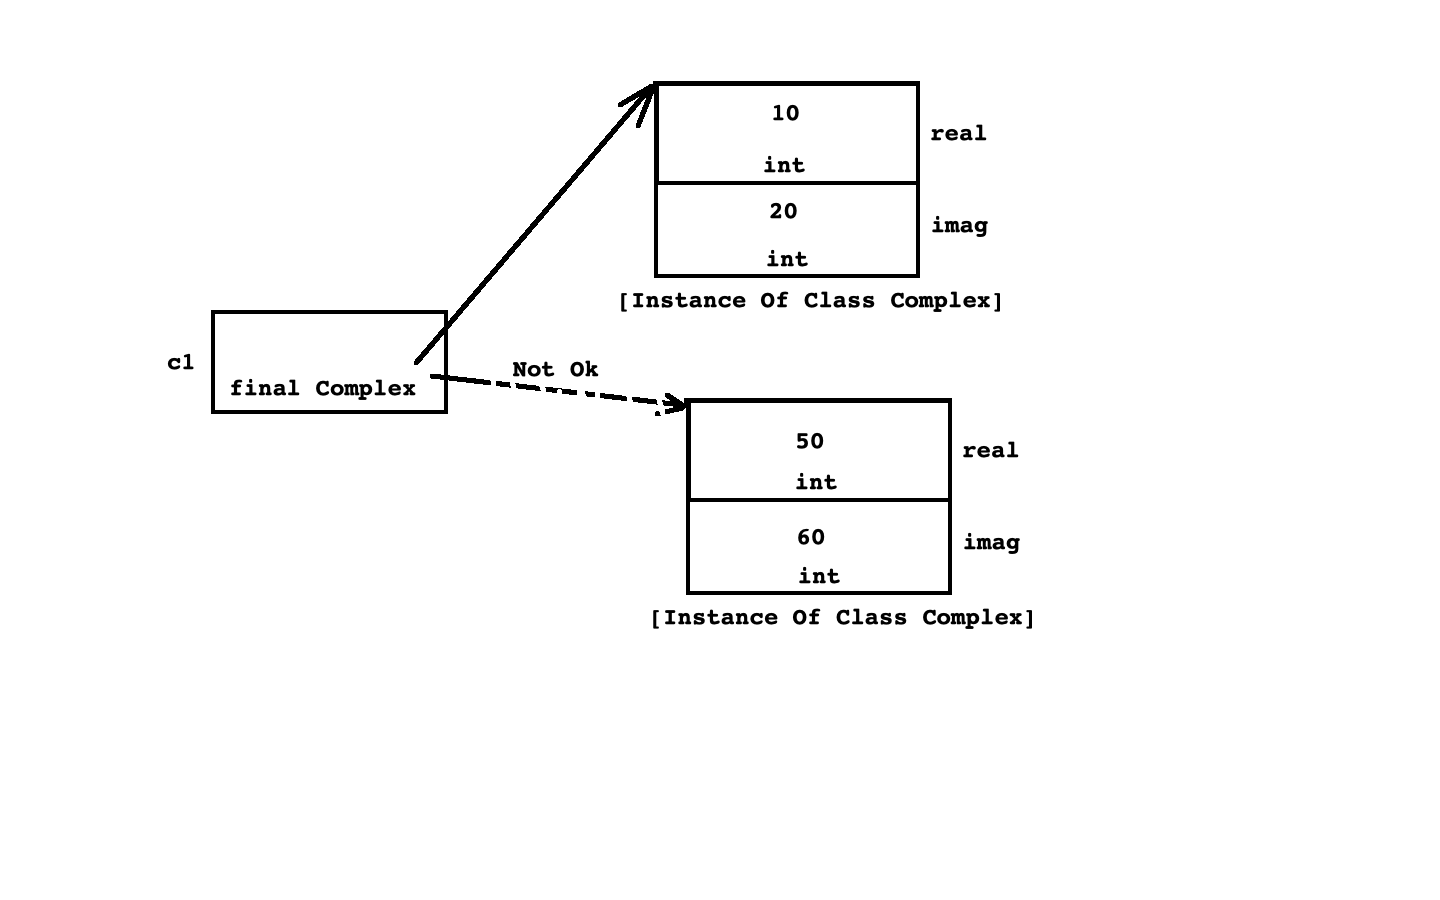 10
real
int
20
imag
int
[Instance Of Class Complex]
c1
final Complex
Not Ok
50
real
int
60
imag
int
[Instance Of Class Complex]